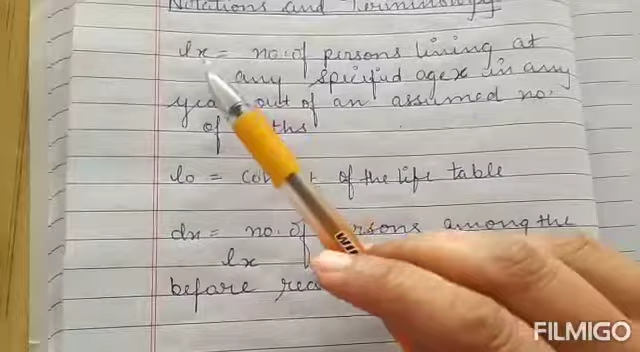 Notations and Terminology
lx = no. of persons living at
any specified age x in any
year out of an assumed no.
of
l0 = of the life table
dx = no. of persons among the
lx
before
WIN
FILMIGO